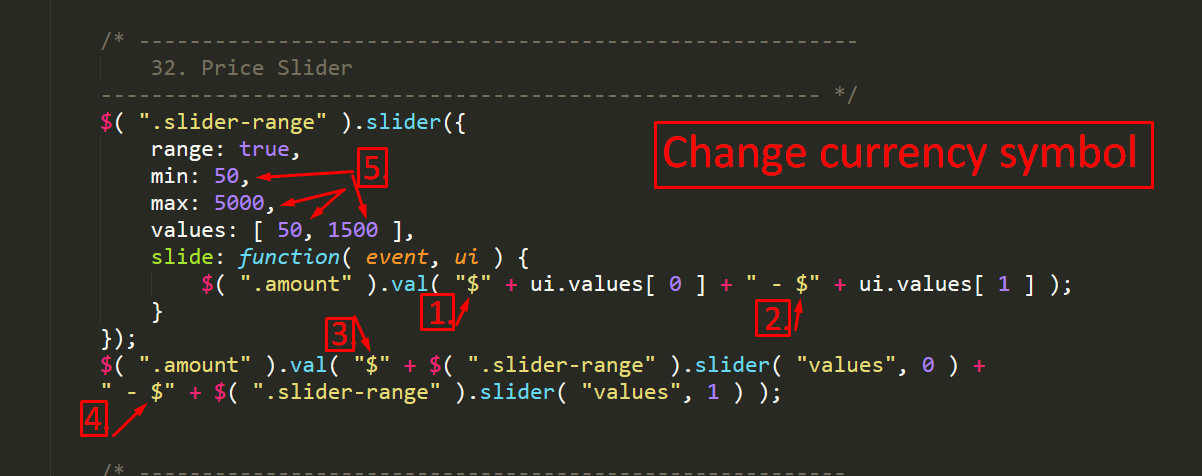 /* ---------------------------------------------------------
32. Price Slider
--------------------------------------------------------- */
$( ".slider-range" ).slider({
range: true,
Change currency symbol
5.
min: 50,
max: 5000,
values: [ 50, 1500 ],
slide: function( event, ui ) {
$( ".amount" ).val( "$" + ui.values[ 0 ] + " - $" + ui.values[ 1 ] );
1.
2.
}
3.
});
$( ".amount" ).val( "$" + $( ".slider-range" ).slider( "values", 0 ) +
" - $" + $( ".slider-range" ).slider( "values", 1 ) );
4.
/* --------------------------------------------------------